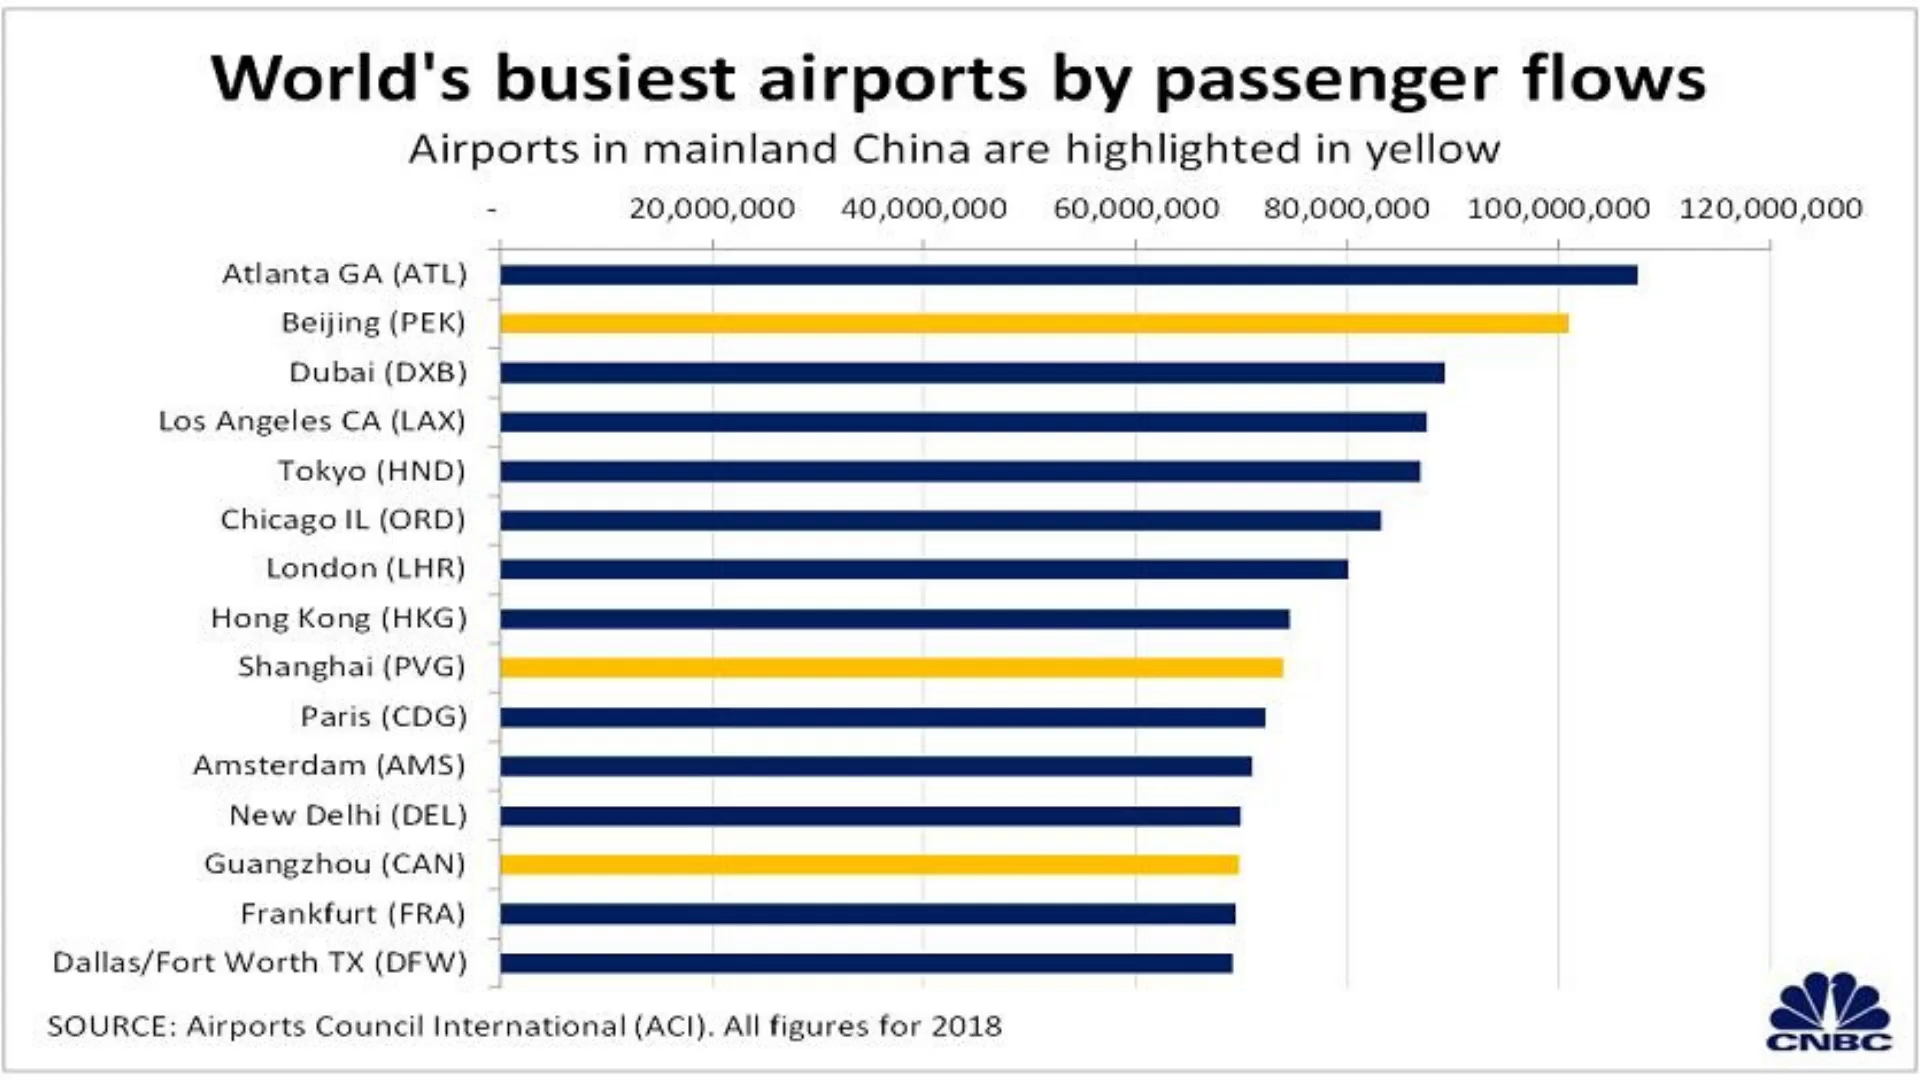 World's busiest airports by passenger flows
Airports in mainland China are highlighted in yellow
- 20,000,000 40,000,000 60,000,000 80,000,000 100,000,000 120,000,000
Atlanta GA (ATL)
Beijing (PEK)
Dubai (DXB)
Los Angeles CA (LAX)
Tokyo (HND)
Chicago IL (ORD)
London (LHR)
Hong Kong (HKG)
Shanghai (PVG)
Paris (CDG)
Amsterdam (AMS)
New Delhi (DEL)
Guangzhou (CAN)
Frankfurt (FRA)
Dallas/Fort Worth TX (DFW)
SOURCE: Airports Council International (ACI). All figures for 2018
CNBC